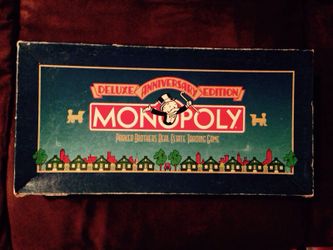 DELUXE ANNIVERSARY EDITION
MONOPOLY
PARKER BROTHERS REAL ESTATE TRADING GAME